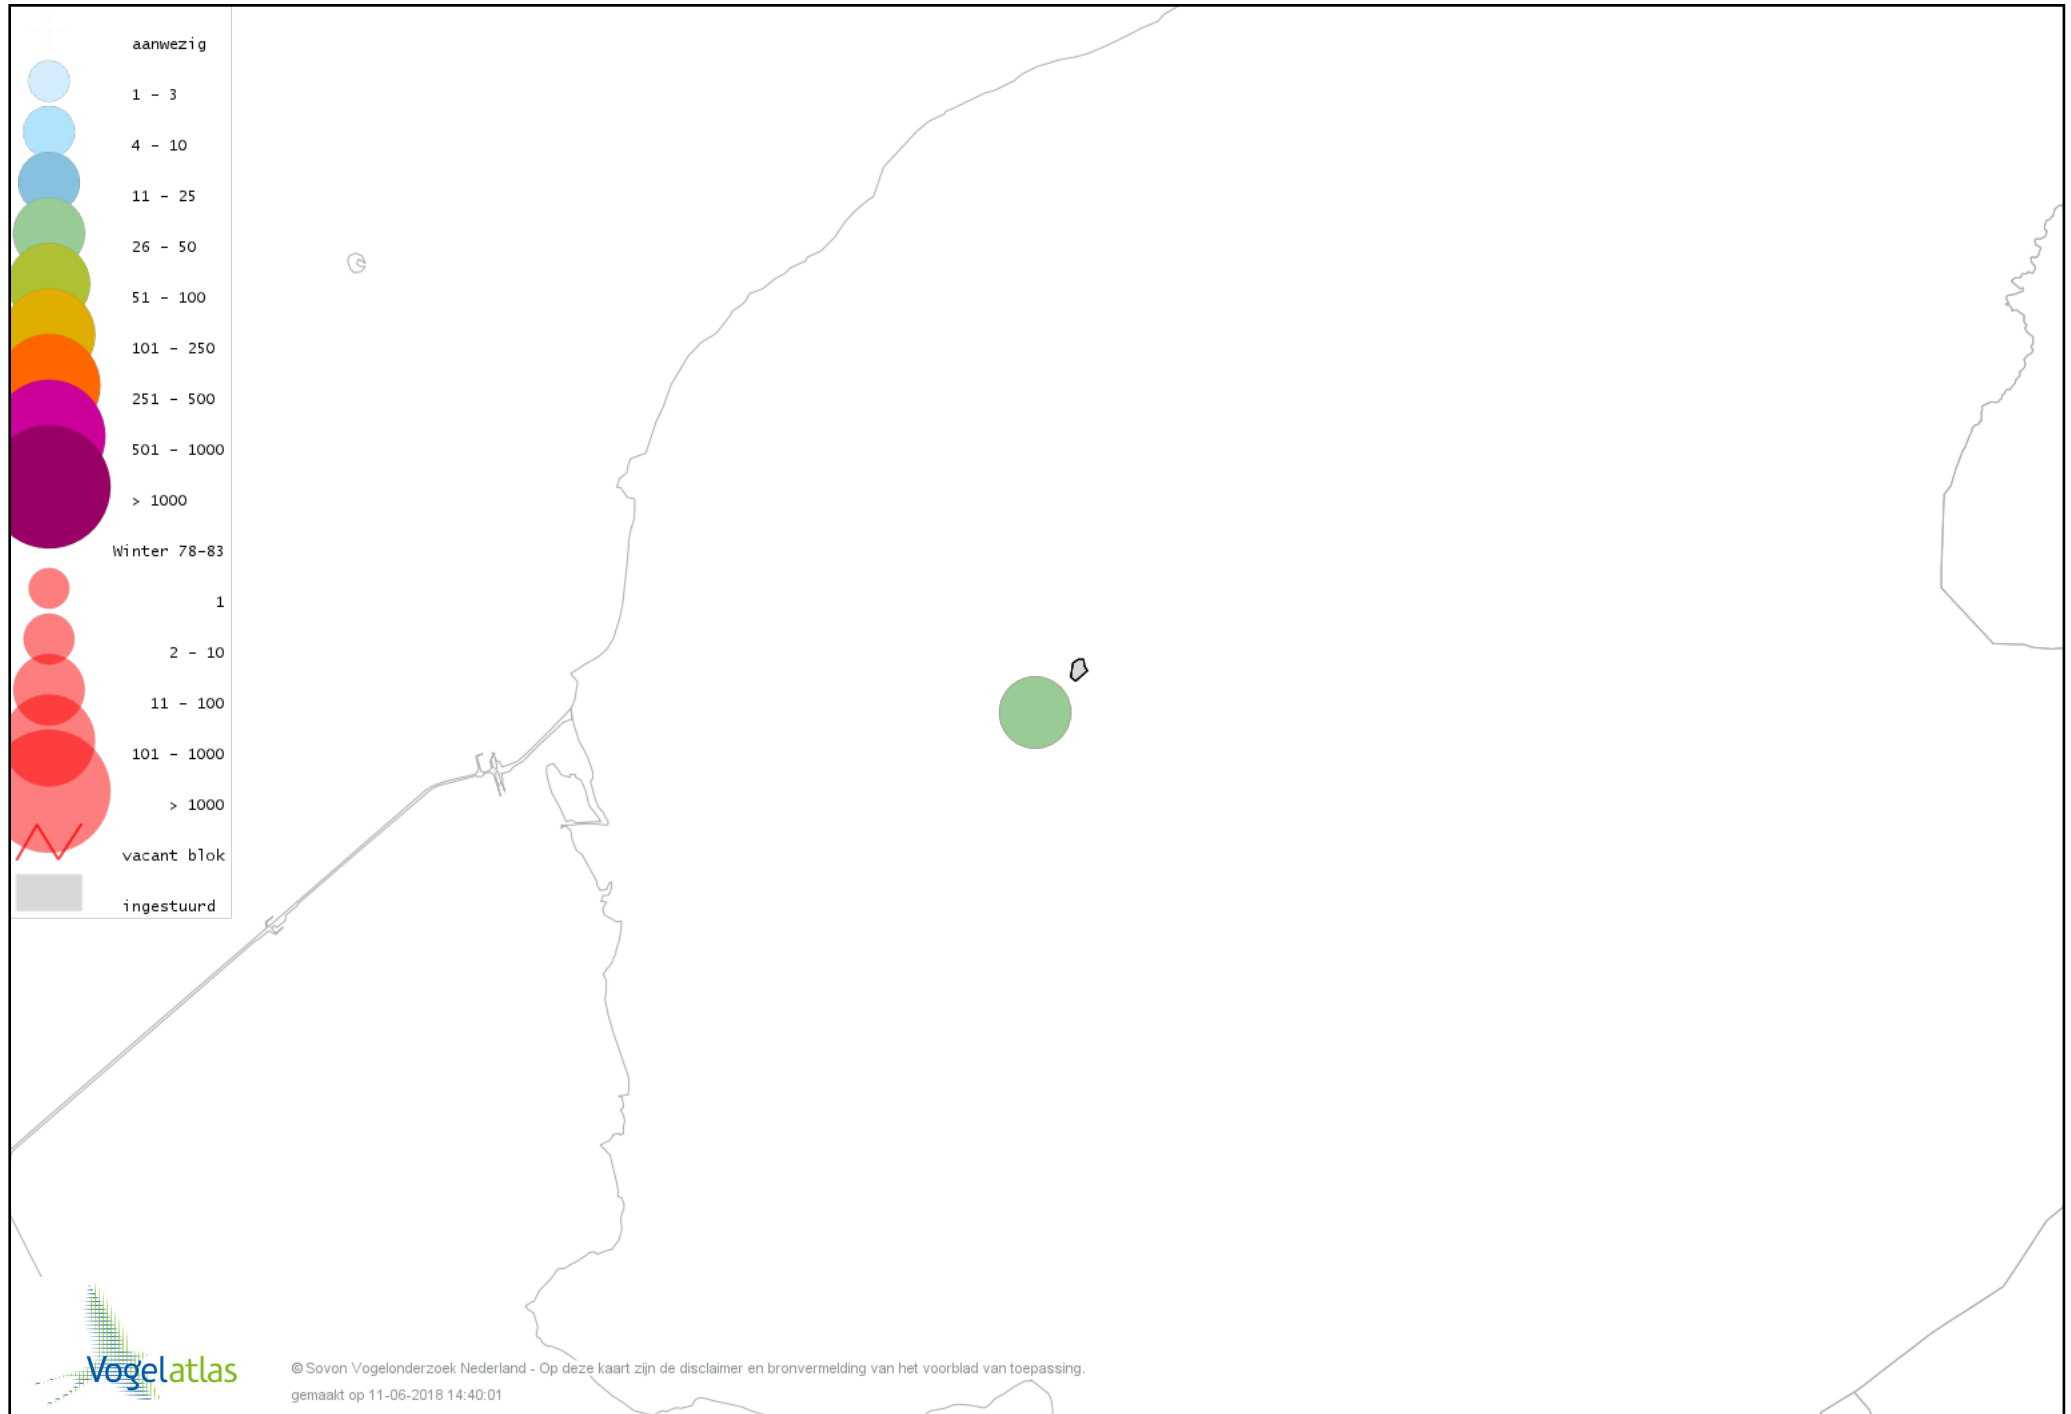 aanwezig
1 - 3
4 - 10
11 - 25
26 - 50
51 - 100
101 - 250
251 - 500
501 - 1000
> 1000
Winter 78-83
1
2 - 10
11 - 100
101 - 1000
> 1000
vacant blok
ingestuurd
Vogelatlas
© Sovon Vogelonderzoek Nederland - Op deze kaart zijn de disclaimer en bronvermelding van het voorblad van toepassing.
gemaakt op 11-06-2018 14:40:01